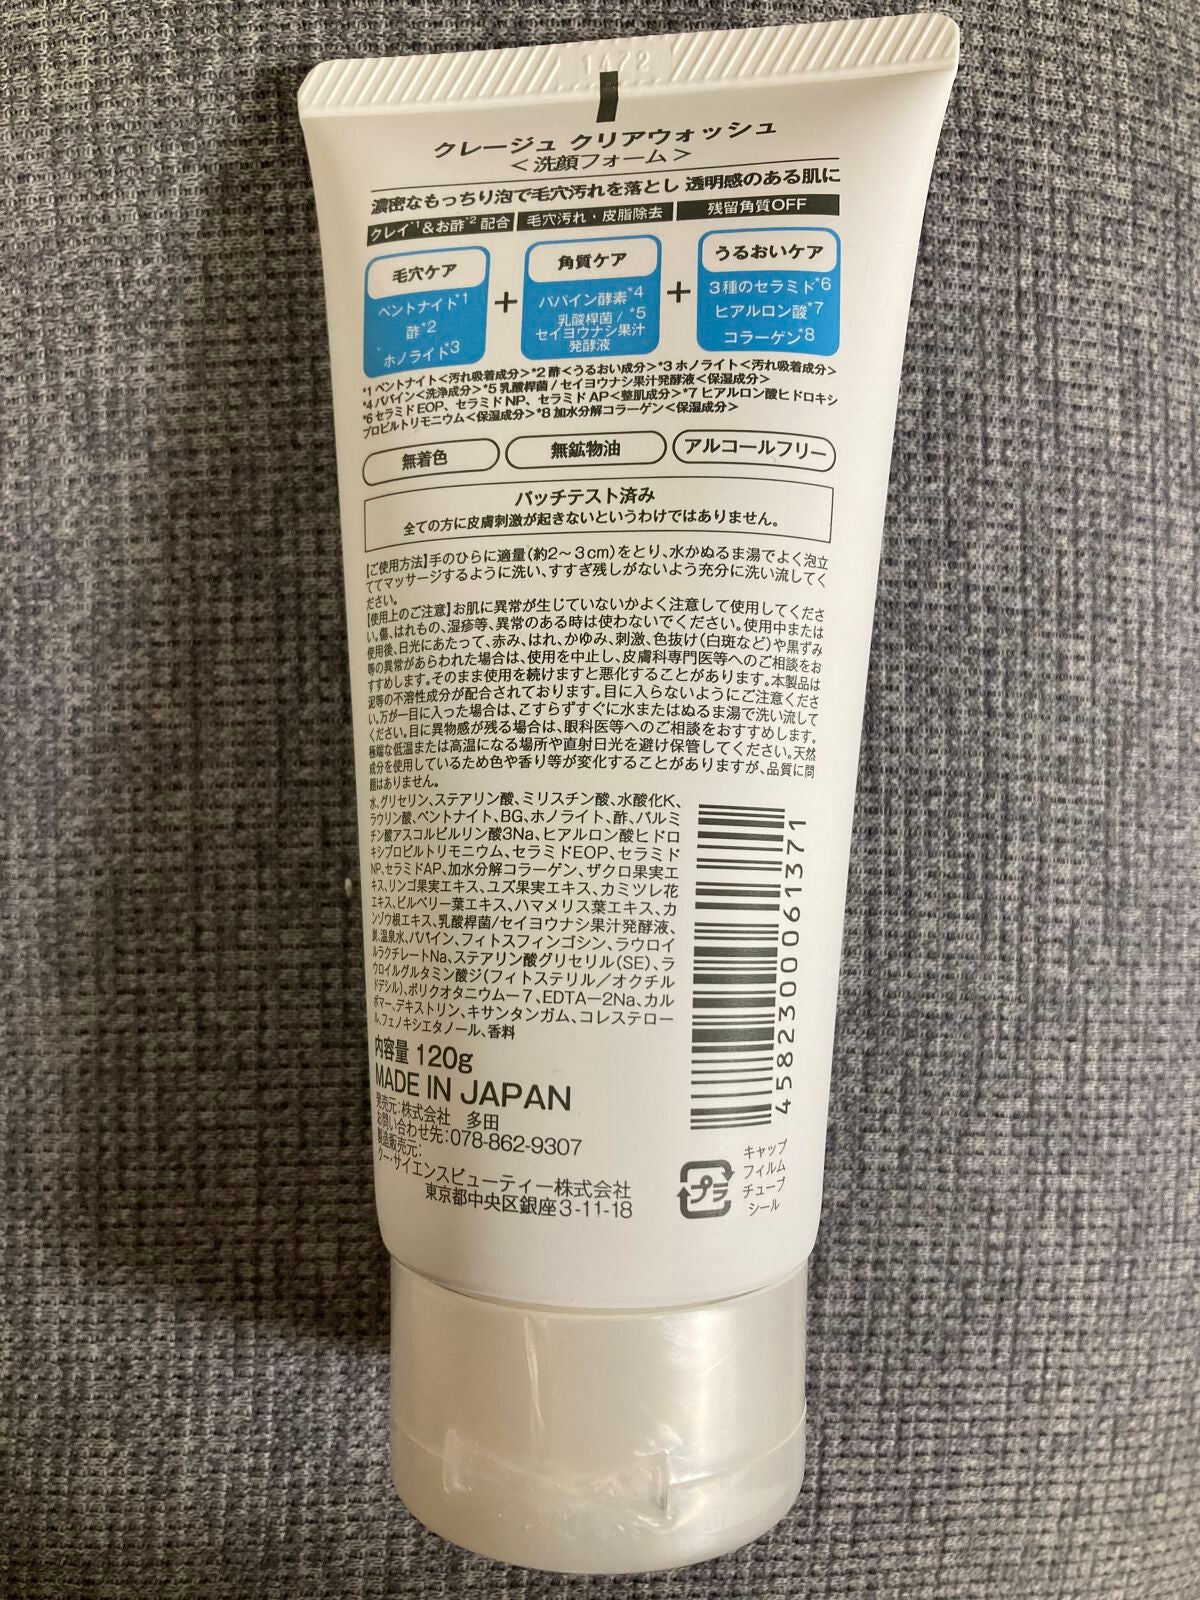 1472
クレージュ クリアウォッシュ
＜洗顔フォーム＞
濃密なもっちり泡で毛穴汚れを落とし 透明感のある肌に
クレイ*1&お酢*2 配合 毛穴汚れ・皮脂除去 残留角質OFF
毛穴ケア
ベントナイト*1
酢*2
ホノライト*3
+
角質ケア
パパイン酵素*4
乳酸桿菌/*5
セイヨウナシ果汁
発酵液
+
うるおいケア
3種のセラミド*6
ヒアルロン酸*7
コラーゲン*8
*1 ベントナイト＜汚れ吸着成分＞*2 酢＜うるおい成分＞*3 ホノライト＜汚れ吸着成分＞
*4 パパイン＜洗浄成分＞*5 乳酸桿菌/セイヨウナシ果汁発酵液＜保湿成分＞
*6 セラミドEOP、セラミドNP、セラミドAP＜整肌成分＞*7 ヒアルロン酸ヒドロキシ
プロピルトリモニウム＜保湿成分＞*8 加水分解コラーゲン＜保湿成分＞
無着色 無鉱物油 アルコールフリー
パッチテスト済み
全ての方に皮膚刺激が起きないというわけではありません。
【ご使用方法】手のひらに適量(約2〜3cm)をとり、水かぬるま湯でよく泡立
ててマッサージするように洗い、すすぎ残しがないよう充分に洗い流してく
ださい。
【使用上のご注意】お肌に異常が生じていないかよく注意して使用してくださ
い。傷、はれもの、湿疹等、異常のある時は使わないでください。使用中または
使用後、日光にあたって、赤み、はれ、かゆみ、刺激、色抜け(白斑など)や黒ずみ
等の異常があらわれた場合は、使用を中止し、皮膚科専門医等へのご相談をお
すすめします。そのまま使用を続けますと悪化することがあります。本製品は
泥等の不溶性成分が配合されております。目に入らないようにご注意くださ
い。万が一目に入った場合は、こすらずすぐに水またはぬるま湯で洗い流して
ください。目に異物感が残る場合は、眼科医等へのご相談をおすすめします。
極端な低温または高温になる場所や直射日光を避け保管してください。天然
成分を使用しているため色や香り等が変化することがありますが、品質に問
題はありません。
水、グリセリン、ステアリン酸、ミリスチン酸、水酸化K、
ラウリン酸、ベントナイト、BG、ホノライト、酢、パルミ
チン酸アスコルビルリン酸3Na、ヒアルロン酸ヒドロ
キシプロピルトリモニウム、セラミドEOP、セラミド
NP、セラミドAP、加水分解コラーゲン、ザクロ果実エ
キス、リンゴ果実エキス、ユズ果実エキス、カミツレ花
エキス、ビルベリー葉エキス、ハマメリス葉エキス、カ
ンゾウ根エキス、乳酸桿菌/セイヨウナシ果汁発酵液、
炭、温泉水、パパイン、フィトスフィンゴシン、ラウロイ
ルラクチレートNa、ステアリン酸グリセリル(SE)、ラ
ウロイルグルタミン酸ジ(フィトステリル/オクチル
ドデシル)、ポリクオタニウムー7、EDTAー2Na、カル
ボマー、デキストリン、キサンタンガム、コレステロー
ル、フェノキシエタノール、香料
内容量 120g
MADE IN JAPAN
発売元:株式会社 多田
お問い合わせ先:078-862-9307
製造販売元:
クー・サイエンスビューティー株式会社
東京都中央区銀座3-11-18
4582300061371
プラ
キャップ
フィルム
チューブ
シール